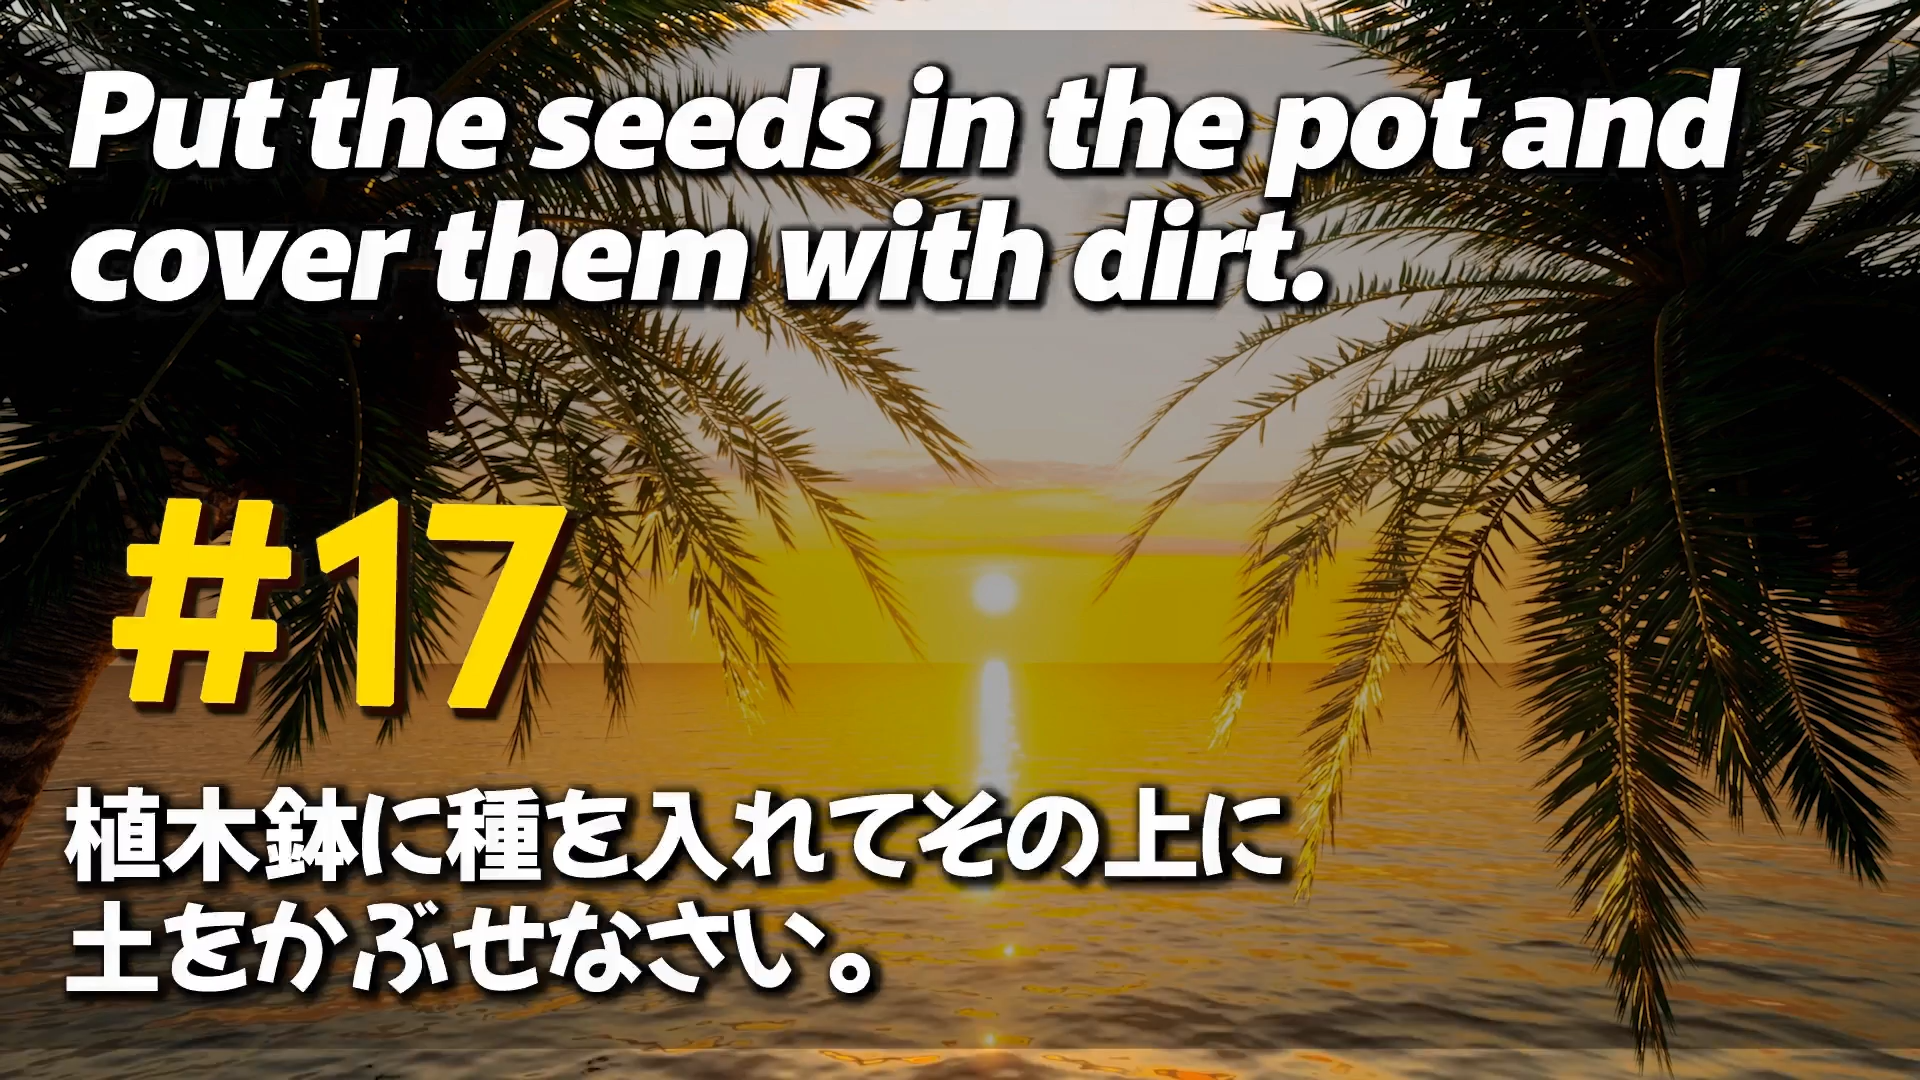 Put the seeds in the pot and
cover them with dirt.
#17
植木鉢に種を入れてその上に
土をかぶせなさい。